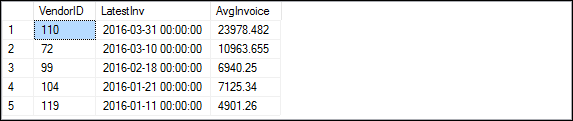 VendorID LatestInv AvgInvoice
1 110 2016-03-31 00:00:00 23978.482
2 72 2016-03-10 00:00:00 10963.655
3 99 2016-02-18 00:00:00 6940.25
4 104 2016-01-21 00:00:00 7125.34
5 119 2016-01-11 00:00:00 4901.26